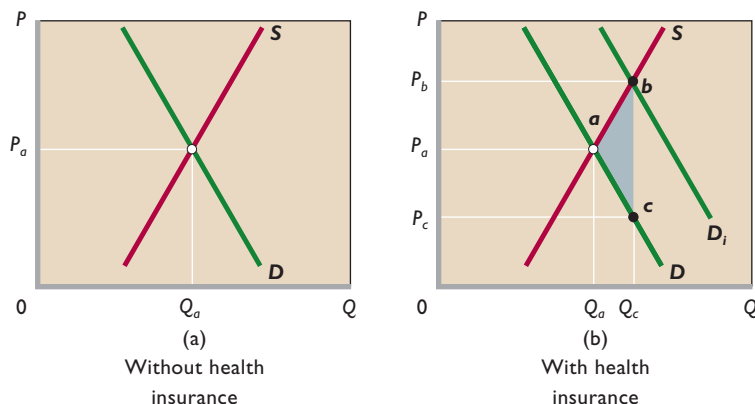 P
S
P_a
D
0
Q_a
Q
(a)
Without health
insurance
P
S
P_b
b
a
P_a
c
P_c
D_i
D
0
Q_a
Q_c
Q
(b)
With health
insurance